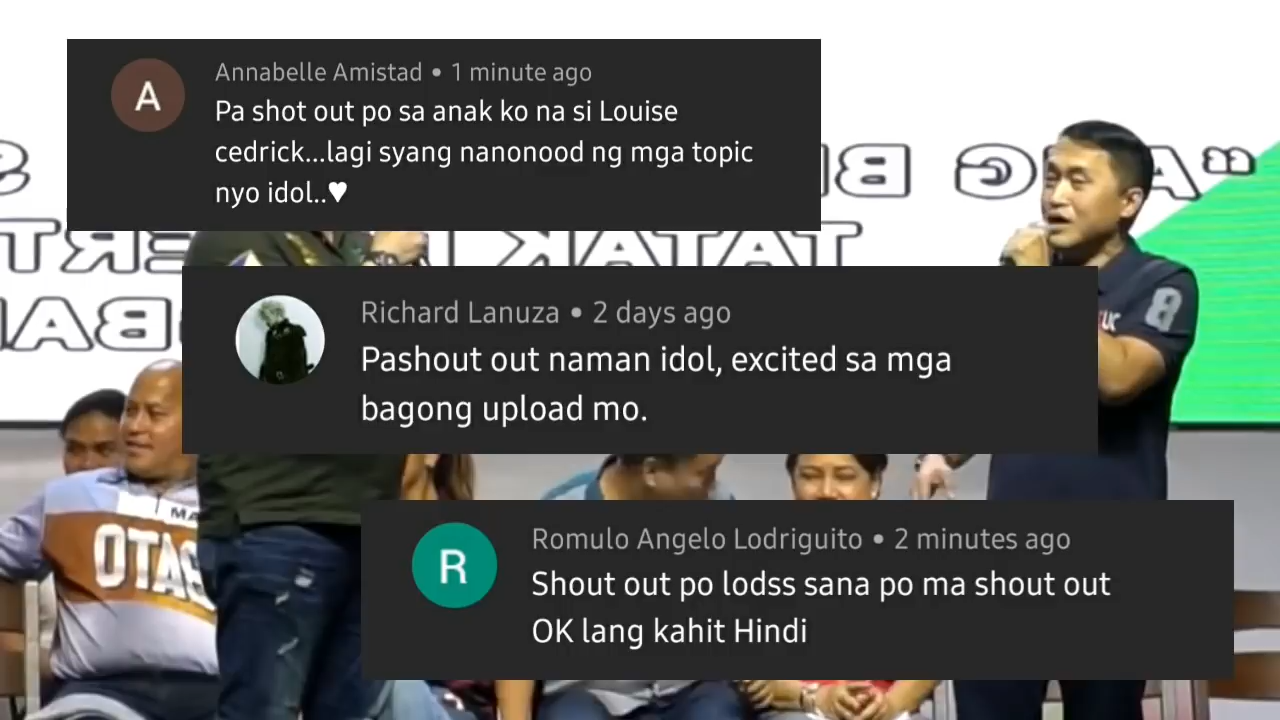 Annabelle Amistad • 1 minute ago
A
Pa shot out po sa anak ko na si Louise
cedrick...lagi syang nanonood ng mga topic
nyo idol..♥
TATAK
Richard Lanuza • 2 days ago
Pashout out naman idol, excited sa mga
bagong upload mo.
MA
OTAG
R
Romulo Angelo Lodriguito • 2 minutes ago
Shout out po lodss sana po ma shout out
OK lang kahit Hindi